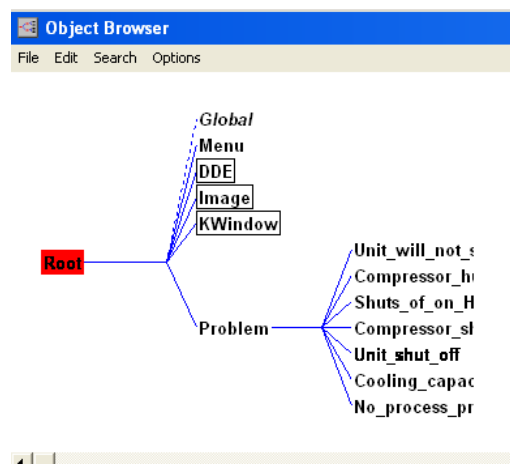 Object Browser
File Edit Search Options
Global
Menu
DDE
Image
KWindow
Root
Problem
Unit_will_not_s
Compressor_hu
Shuts_of_on_H
Compressor_sh
Unit_shut_off
Cooling_capac
No_process_pr